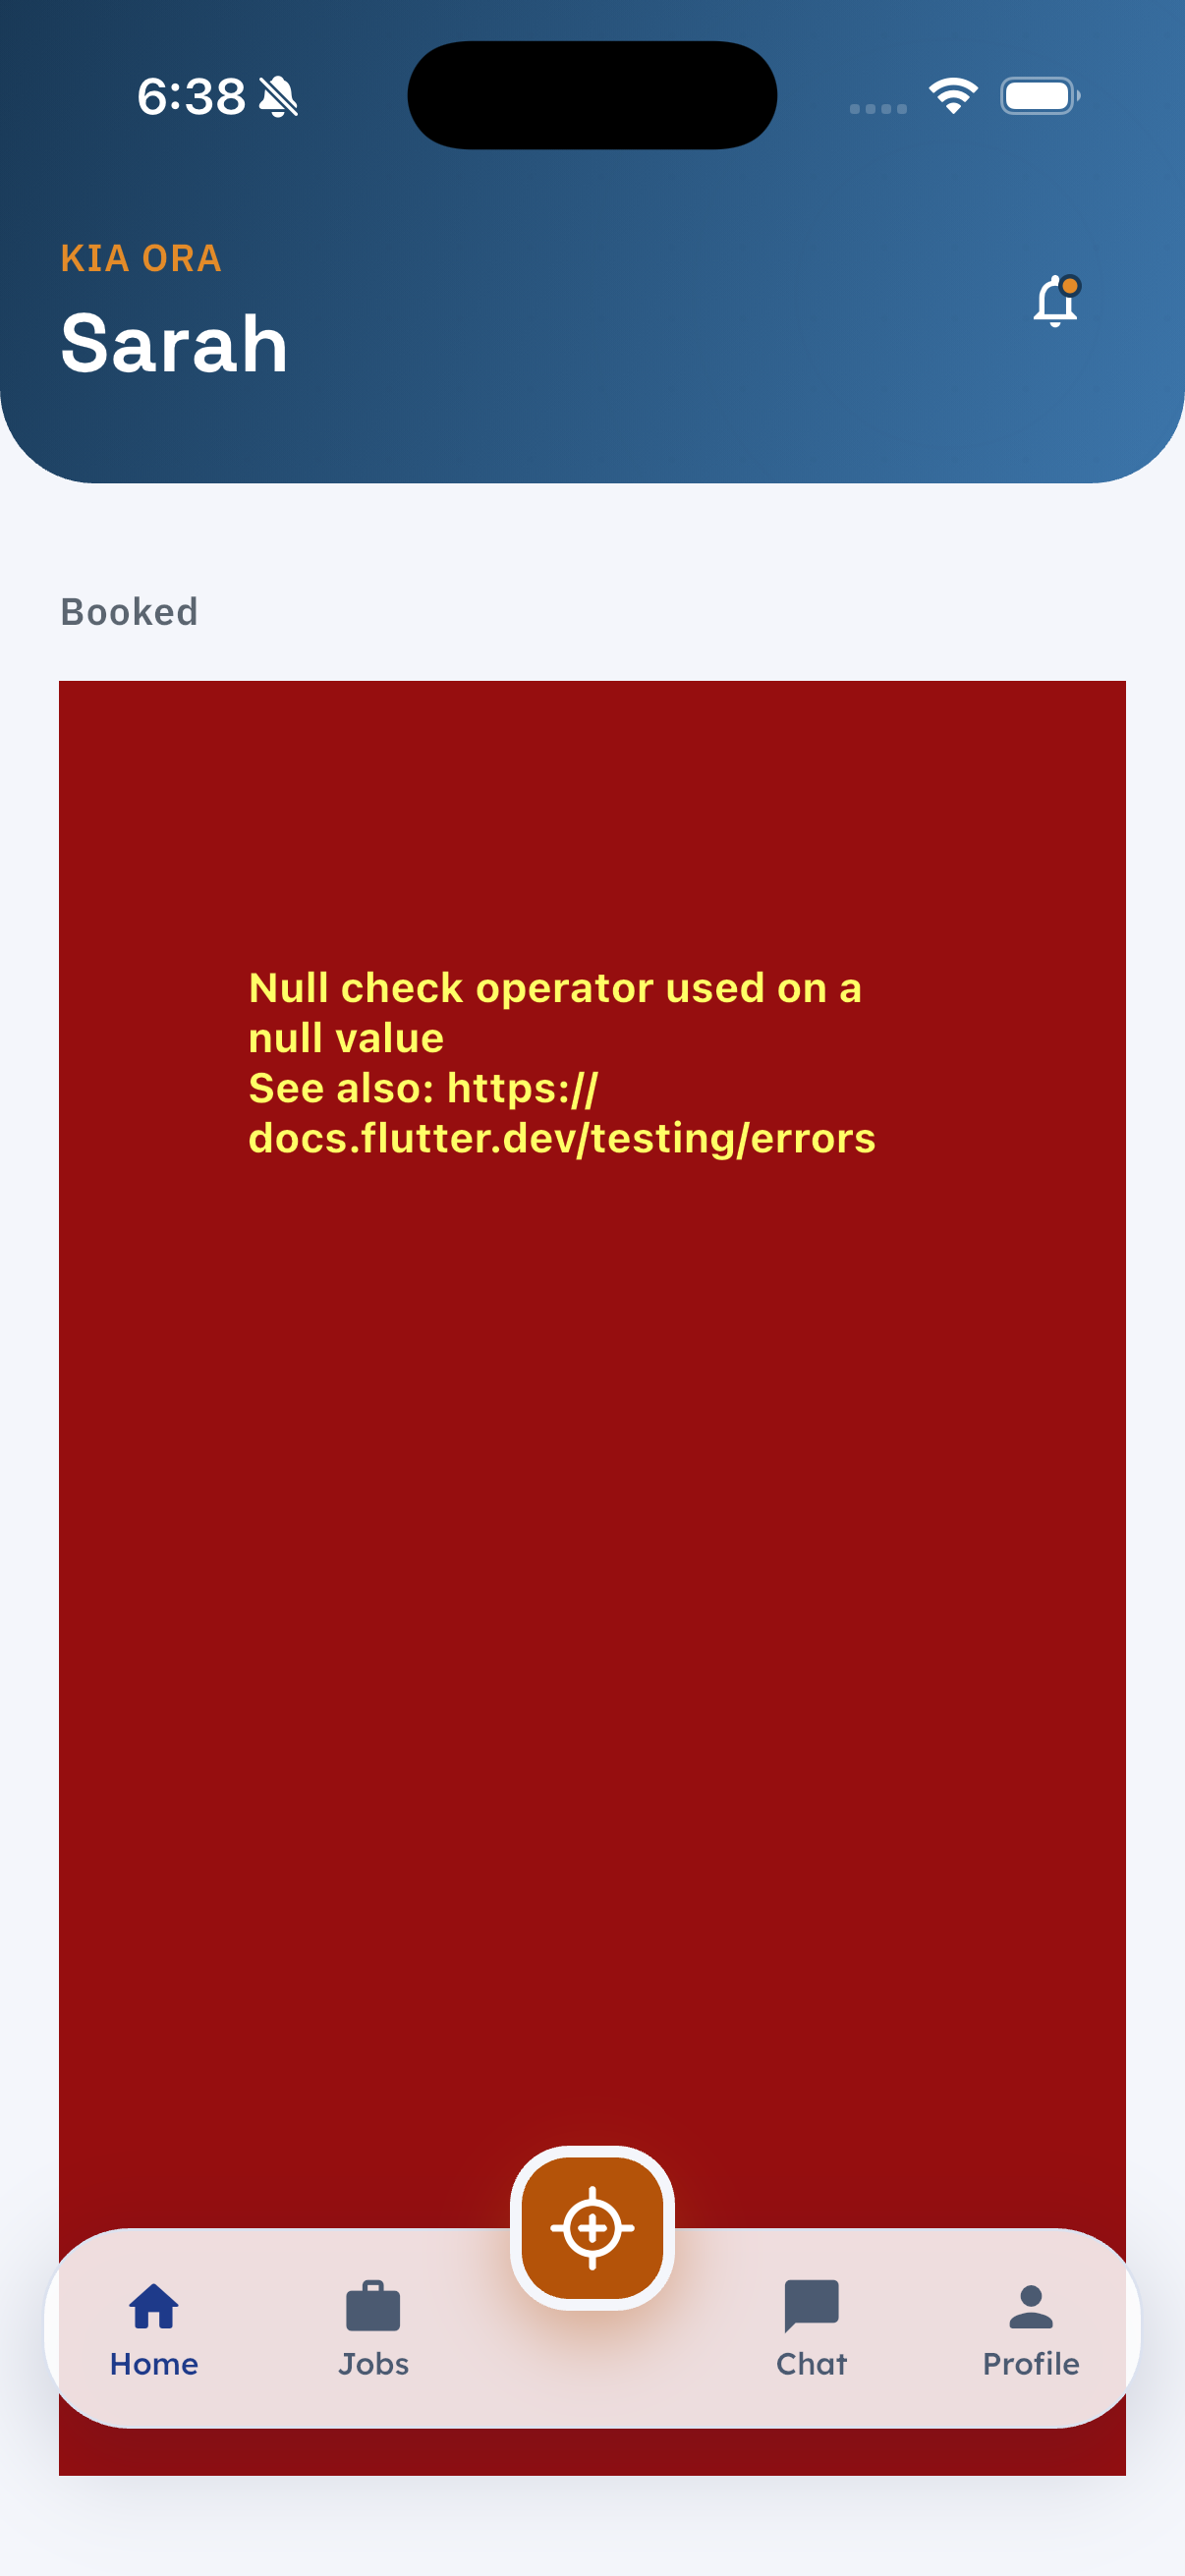 6:38
KIA ORA
Sarah
Booked
Null check operator used on a
null value
See also: https://
docs.flutter.dev/testing/errors
Home
Jobs
Chat
Profile